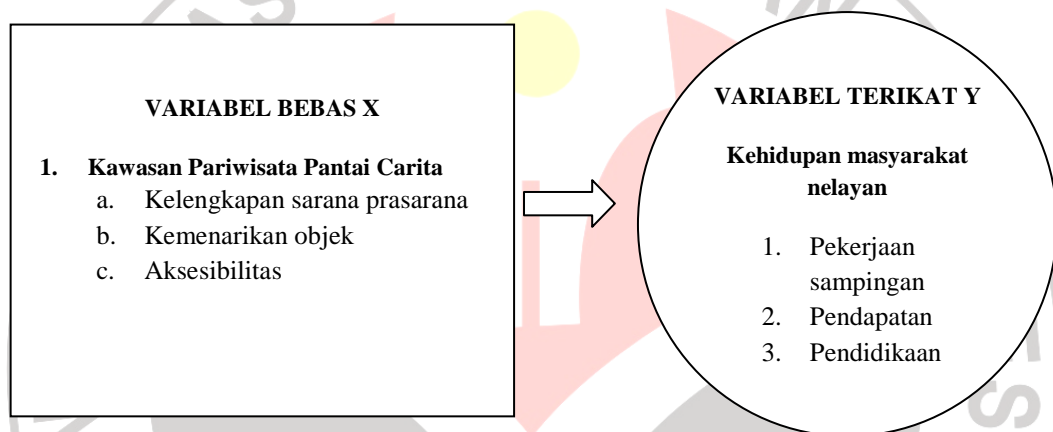 VARIABEL BEBAS X
1. Kawasan Pariwisata Pantai Carita
a. Kelengkapan sarana prasarana
b. Kemenarikan objek
c. Aksesibilitas
VARIABEL TERIKAT Y
Kehidupan masyarakat
nelayan
1. Pekerjaan
sampingan
2. Pendapatan
3. Pendidikaan